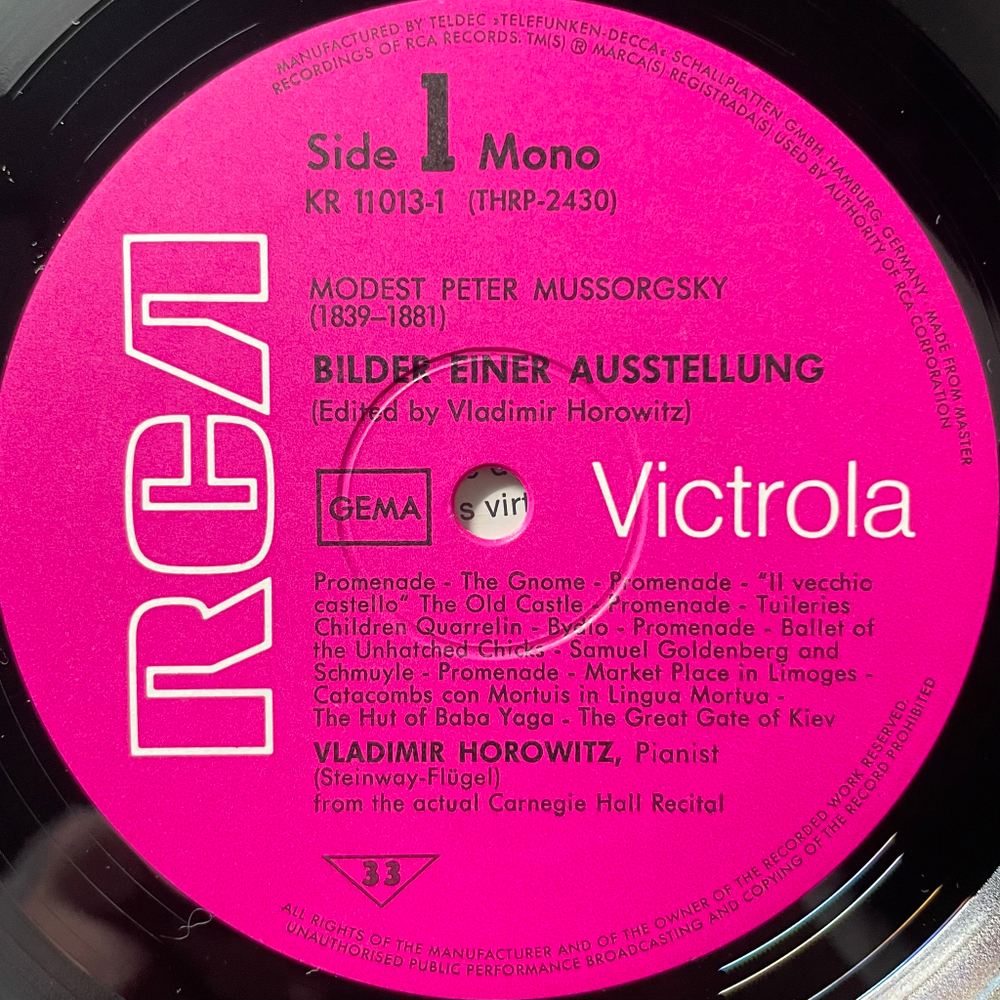 MANUFACTURED BY TELDEC »TELEFUNKEN-DECCA« SCHALLPLATTEN GMBH, HAMBURG, GERMANY · MADE FROM MASTER
RECORDINGS OF RCA RECORDS. TM(S) ® MARCA(S) REGISTRADA(S) USED BY AUTHORITY OF RCA CORPORATION
Side 1 Mono
KR 11013-1 (THRP-2430)
RCA
MODEST PETER MUSSORGSKY
(1839–1881)
BILDER EINER AUSSTELLUNG
(Edited by Vladimir Horowitz)
GEMA
s virt
Victrola
Promenade - The Gnome - Promenade - "Il vecchio
castello" The Old Castle - Promenade - Tuileries
Children Quarrelin - Bydlo - Promenade - Ballet of
the Unhatched Chicks - Samuel Goldenberg and
Schmuyle - Promenade - Market Place in Limoges -
Catacombs con Mortuis in Lingua Mortua -
The Hut of Baba Yaga - The Great Gate of Kiev
VLADIMIR HOROWITZ, Pianist
(Steinway-Flügel)
from the actual Carnegie Hall Recital
33
ALL RIGHTS OF THE MANUFACTURER AND OF THE OWNER OF THE RECORDED WORK RESERVED.
UNAUTHORISED PUBLIC PERFORMANCE BROADCASTING AND COPYING OF THE RECORD PROHIBITED